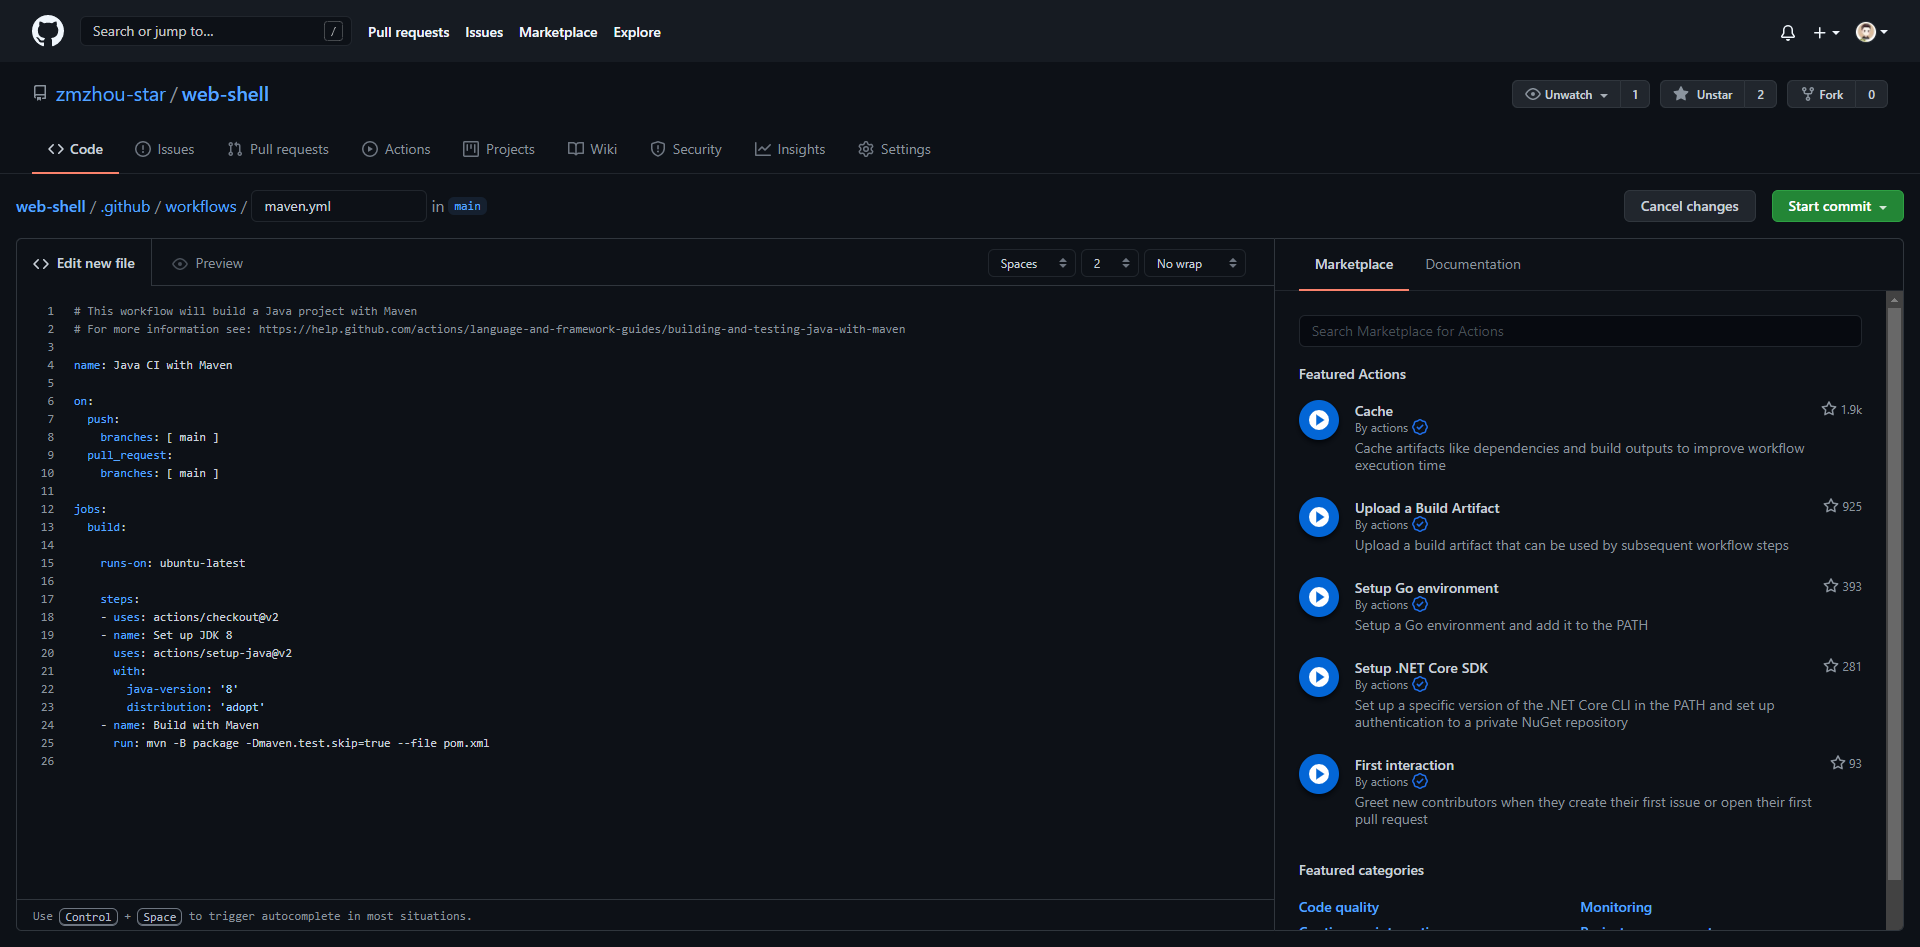 Search or jump to... /
Pull requests Issues Marketplace Explore
zmzhou-star / web-shell
Unwatch 1 Unstar 2 Fork 0
Code Issues Pull requests Actions Projects Wiki Security Insights Settings
web-shell / .github / workflows / maven.yml in main
Cancel changes Start commit
Edit new file Preview
Spaces 2 No wrap
1 # This workflow will build a Java project with Maven
2 # For more information see: https://help.github.com/actions/language-and-framework-guides/building-and-testing-java-with-maven
3
4 name: Java CI with Maven
5
6 on:
7 push:
8 branches: [ main ]
9 pull_request:
10 branches: [ main ]
11
12 jobs:
13 build:
14
15 runs-on: ubuntu-latest
16
17 steps:
18 - uses: actions/checkout@v2
19 - name: Set up JDK 8
20 uses: actions/setup-java@v2
21 with:
22 java-version: '8'
23 distribution: 'adopt'
24 - name: Build with Maven
25 run: mvn -B package -Dmaven.test.skip=true --file pom.xml
26
Use Control + Space to trigger autocomplete in most situations.
Marketplace Documentation
Search Marketplace for Actions
Featured Actions
Cache 1.9k
By actions
Cache artifacts like dependencies and build outputs to improve workflow
execution time
Upload a Build Artifact 925
By actions
Upload a build artifact that can be used by subsequent workflow steps
Setup Go environment 393
By actions
Setup a Go environment and add it to the PATH
Setup .NET Core SDK 281
By actions
Set up a specific version of the .NET Core CLI in the PATH and set up
authentication to a private NuGet repository
First interaction 93
By actions
Greet new contributors when they create their first issue or open their first
pull request
Featured categories
Code quality Monitoring